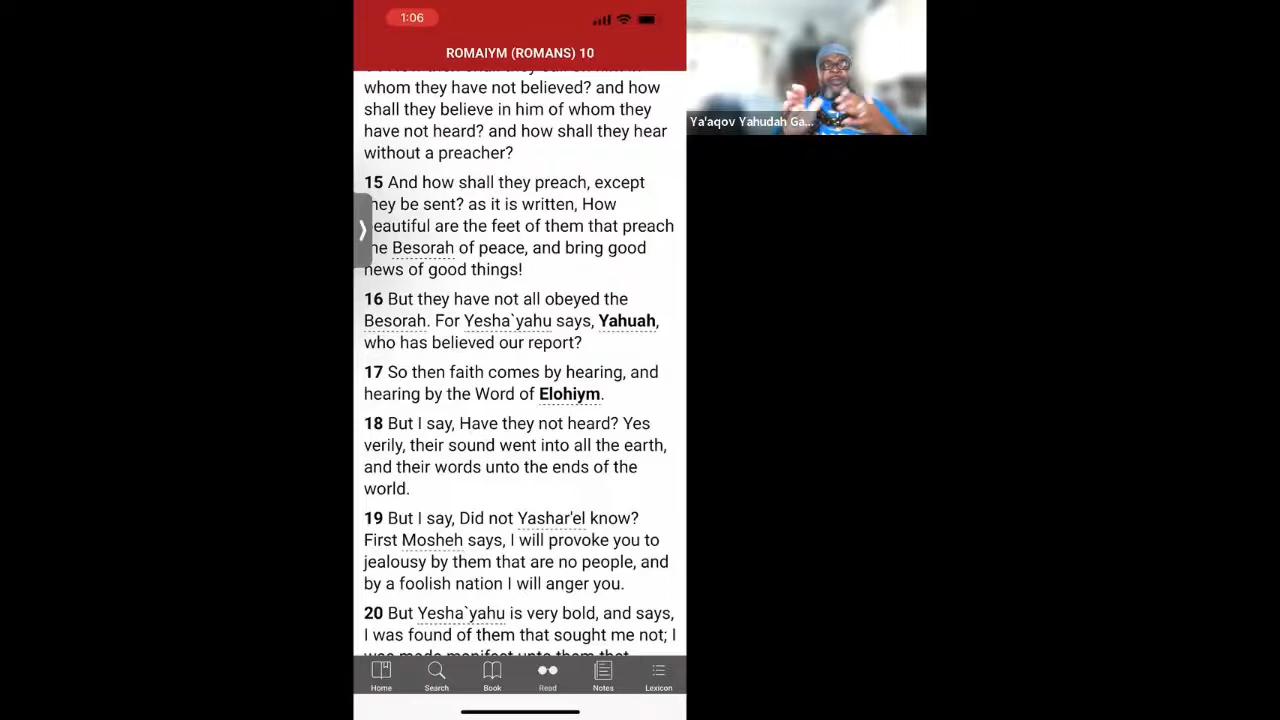 1:06
ROMAIYM (ROMANS) 10
whom they have not believed? and how
shall they believe in him of whom they
have not heard? and how shall they hear
without a preacher?
15 And how shall they preach, except
hey be sent? as it is written, How
eautiful are the feet of them that preach
he Besorah of peace, and bring good
news of good things!
16 But they have not all obeyed the
Besorah. For Yesha`yahu says, Yahuah,
who has believed our report?
17 So then faith comes by hearing, and
hearing by the Word of Elohiym.
18 But I say, Have they not heard? Yes
verily, their sound went into all the earth,
and their words unto the ends of the
world.
19 But I say, Did not Yashar'el know?
First Mosheh says, I will provoke you to
jealousy by them that are no people, and
by a foolish nation I will anger you.
20 But Yesha`yahu is very bold, and says,
I was found of them that sought me not; I
was made manifest unto them that
Home Search Book Read Notes Lexicon
Ya'aqov Yahudah Ga...